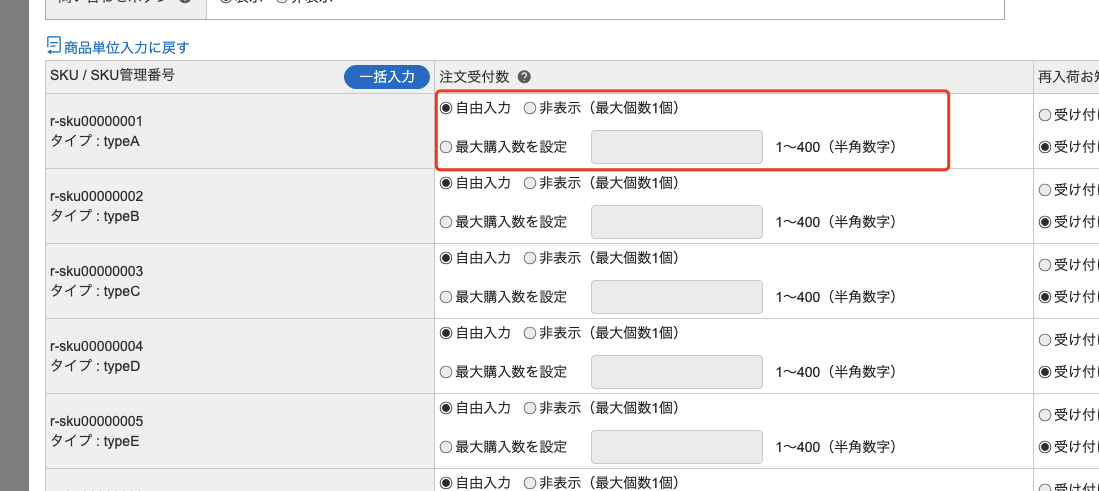 商品単位入力に戻す
SKU / SKU管理番号 一括入力 注文受付数 ? 再入荷お知
r-sku00000001
タイプ : typeA
自由入力 非表示（最大個数1個）
最大購入数を設定 1〜400（半角数字）
受け付け
受け付け
r-sku00000002
タイプ : typeB
自由入力 非表示（最大個数1個）
最大購入数を設定 1〜400（半角数字）
受け付け
受け付け
r-sku00000003
タイプ : typeC
自由入力 非表示（最大個数1個）
最大購入数を設定 1〜400（半角数字）
受け付け
受け付け
r-sku00000004
タイプ : typeD
自由入力 非表示（最大個数1個）
最大購入数を設定 1〜400（半角数字）
受け付け
受け付け
r-sku00000005
タイプ : typeE
自由入力 非表示（最大個数1個）
最大購入数を設定 1〜400（半角数字）
受け付け
受け付け
自由入力 非表示（最大個数1個）